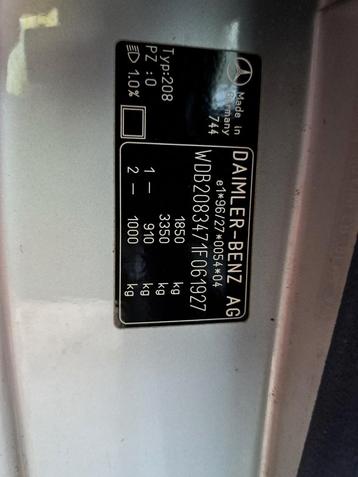 DAIMLER-BENZ AG
e1*96/27*0054*04
WDB2083471F061927
1850 kg
3350 kg
1 — 910 kg
2 — 1000 kg
Made in
Germany
744
Typ:208
PZ :0
1.0%